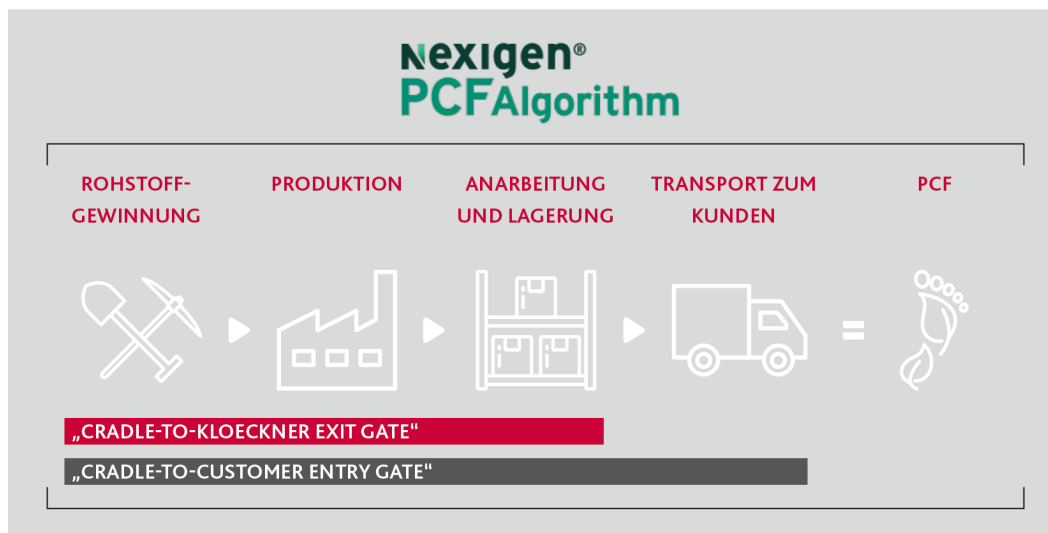 Nexigen®
PCFAlgorithm
ROHSTOFF-
GEWINNUNG
PRODUKTION
ANARBEITUNG
UND LAGERUNG
TRANSPORT ZUM
KUNDEN
PCF
=
„CRADLE-TO-KLOECKNER EXIT GATE“
„CRADLE-TO-CUSTOMER ENTRY GATE“